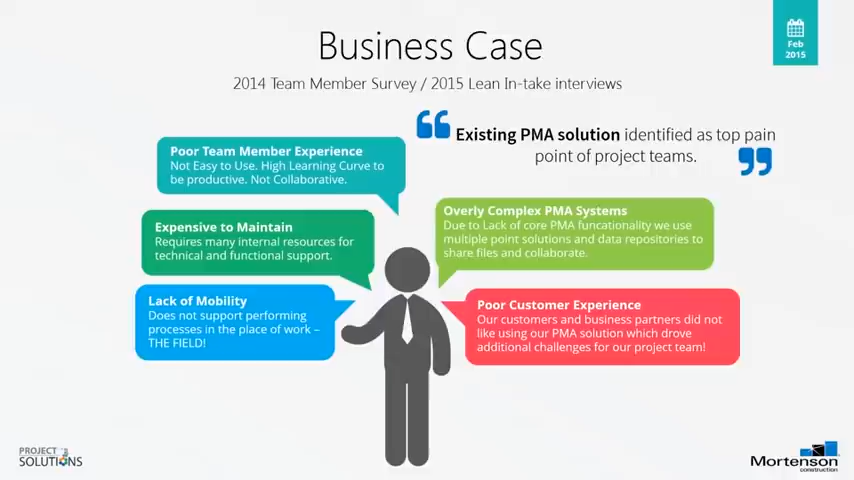 Business Case
Feb
2015
2014 Team Member Survey / 2015 Lean In-take interviews
“ Existing PMA solution identified as top pain
point of project teams. ”
Poor Team Member Experience
Not Easy to Use. High Learning Curve to
be productive. Not Collaborative.
Expensive to Maintain
Requires many internal resources for
technical and functional support.
Lack of Mobility
Does not support performing
processes in the place of work –
THE FIELD!
Overly Complex PMA Systems
Due to Lack of core PMA funcationality we use
multiple point solutions and data repositories to
share files and collaborate.
Poor Customer Experience
Our customers and business partners did not
like using our PMA solution which drove
additional challenges for our project team!
PROJECT
SOLUTIONS
Mortenson
construction